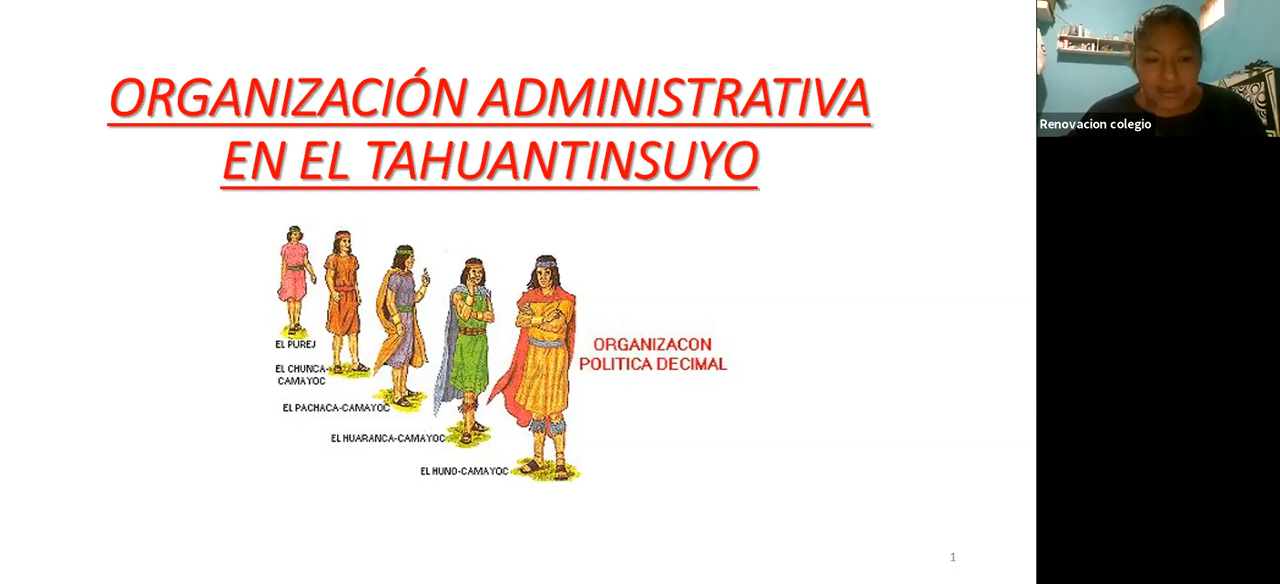 ORGANIZACIÓN ADMINISTRATIVA
EN EL TAHUANTINSUYO
EL PUREJ
EL CHUNCA-
CAMAYOC
EL PACHACA-CAMAYOC
EL HUARANCA-CAMAYOC
EL HUNO-CAMAYOC
ORGANIZACON
POLITICA DECIMAL
1
Renovacion colegio